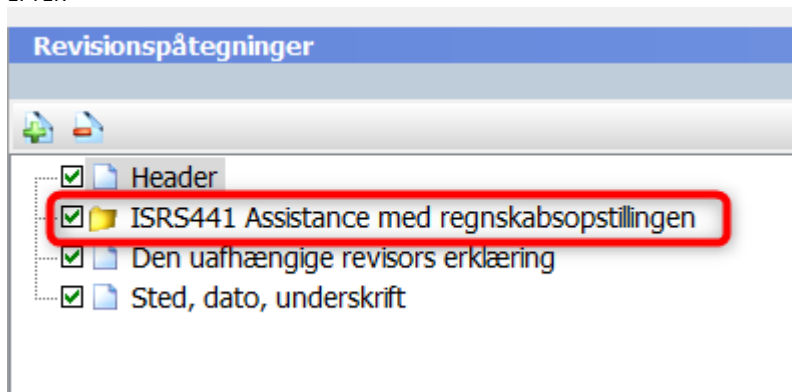 Revisionspåtegninger
Header
ISRS441 Assistance med regnskabsopstillingen
Den uafhængige revisors erklæring
Sted, dato, underskrift